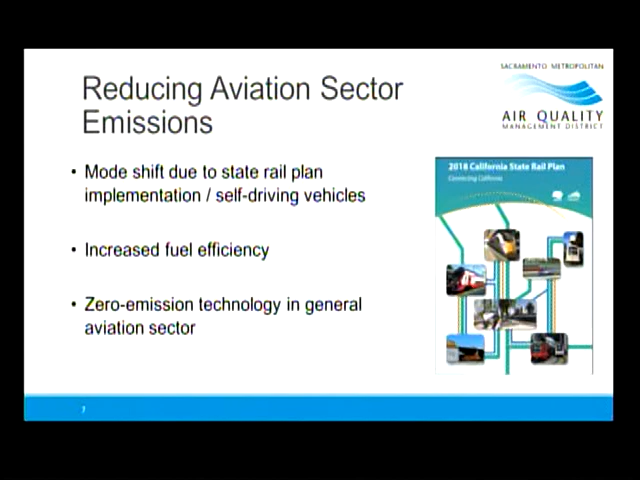 Reducing Aviation Sector
Emissions
SACRAMENTO METROPOLITAN
AIR QUALITY
MANAGEMENT DISTRICT
• Mode shift due to state rail plan
implementation / self-driving vehicles
• Increased fuel efficiency
• Zero-emission technology in general
aviation sector
2018 California State Rail Plan
Connecting California
7